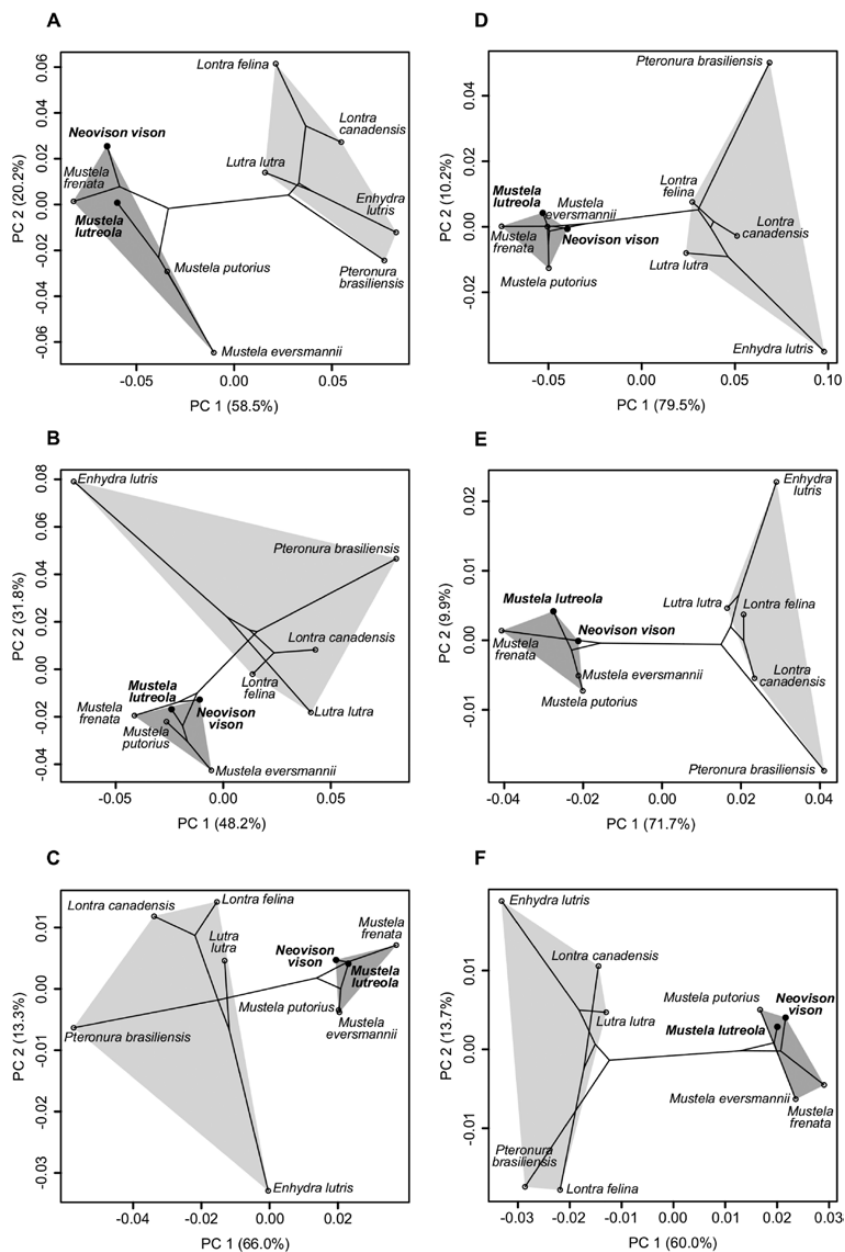 A
PC 2 (20.2%)
0.06
0.04
0.02
0.00
-0.02
-0.04
-0.06
Lontra felina
Lontra
canadensis
Neovison vison
Lutra lutra
Mustela
frenata
Mustela
lutreola
Enhydra
lutris
Mustela putorius
Pteronura
brasiliensis
Mustela eversmannii
-0.05
0.00
0.05
PC 1 (58.5%)
D
PC 2 (10.2%)
0.04
0.02
0.00
-0.02
Pteronura brasiliensis
Lontra
felina
Mustela
lutreola
Mustela
eversmannii
Lontra
canadensis
Mustela
frenata
Neovison vison
Lutra lutra
Mustela putorius
Enhydra lutris
-0.05
0.00
0.05
0.10
PC 1 (79.5%)
B
PC 2 (31.8%)
0.08
0.06
0.04
0.02
0.00
-0.02
-0.04
Enhydra lutris
Pteronura brasiliensis
Lontra canadensis
Mustela
lutreola
Lontra
felina
Mustela
frenata
Neovison
vison
Lutra lutra
Mustela
putorius
Mustela eversmannii
-0.05
0.00
0.05
PC 1 (48.2%)
E
PC 2 (9.9%)
0.02
0.01
0.00
-0.01
Enhydra
lutris
Mustela lutreola
Lutra lutra
Lontra felina
Neovison vison
Mustela
frenata
Mustela eversmannii
Lontra
canadensis
Mustela putorius
Pteronura brasiliensis
-0.04
-0.02
0.00
0.02
0.04
PC 1 (71.7%)
C
PC 2 (13.3%)
0.01
0.00
-0.01
-0.02
-0.03
Lontra canadensis
Lontra felina
Lutra
lutra
Mustela
frenata
Neovison
vison
Mustela
lutreola
Mustela putorius
Mustela
eversmannii
Pteronura brasiliensis
Enhydra lutris
-0.04
-0.02
0.00
0.02
PC 1 (66.0%)
F
PC 2 (13.7%)
0.01
0.00
-0.01
Enhydra lutris
Lontra canadensis
Mustela putorius
Neovison
vison
Lutra lutra
Mustela lutreola
Mustela eversmannii
Mustela
frenata
Pteronura
brasiliensis
Lontra felina
-0.03
-0.02
-0.01
0.00
0.01
0.02
0.03
PC 1 (60.0%)